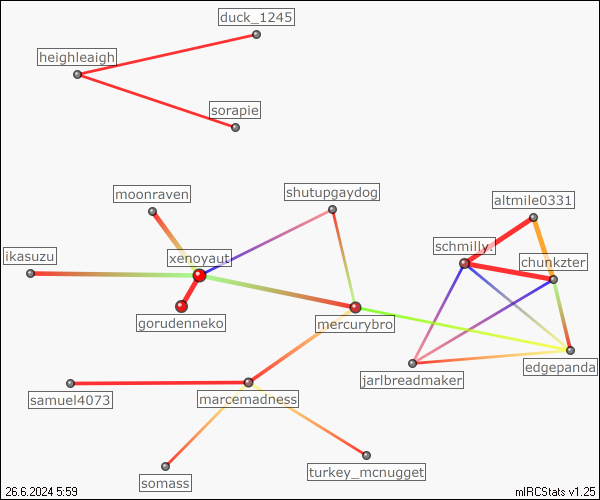 duck_1245
heighleaigh
sorapie
moonraven
shutupgaydog
altmile0331
schmilly.
ikasuzu
xenoyaut
chunkzter
gorudenneko
mercurybro
edgepanda
jarlbreadmaker
samuel4073
marcemadness
turkey_mcnugget
somass
26.6.2024 5:59
mIRCStats v1.25